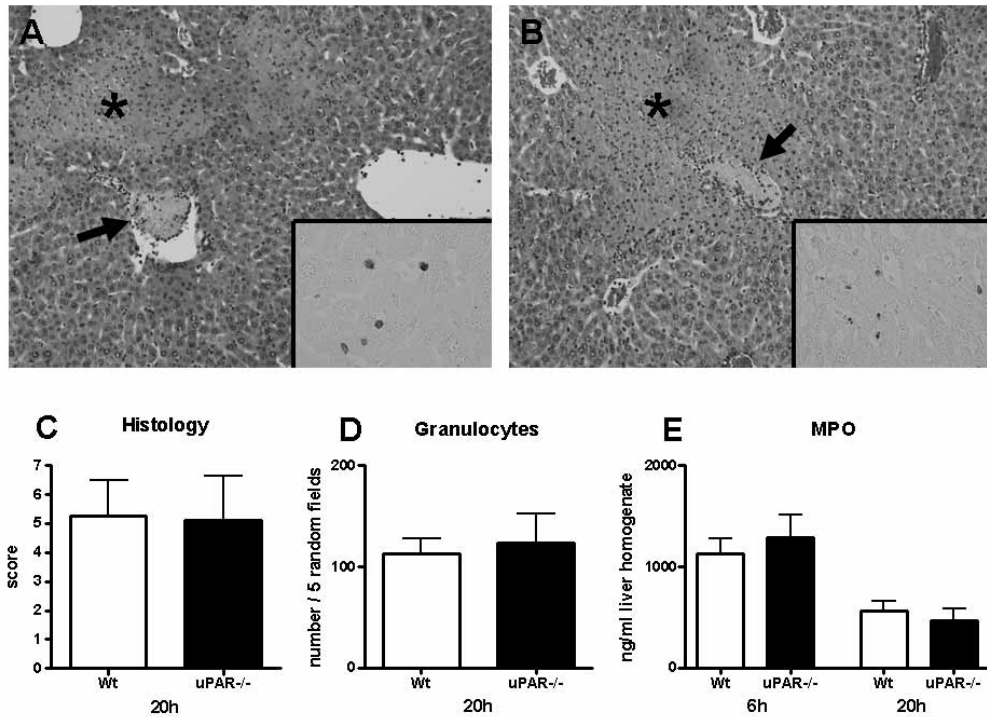 A
*
B
*
C
Histology
score
7
6
5
4
3
2
1
0
Wt
uPAR-/-
20h
D
Granulocytes
number / 5 random fields
200
100
0
Wt
uPAR-/-
20h
E
MPO
ng/ml liver homogenate
2000
1000
0
Wt
uPAR-/-
Wt
uPAR-/-
6h
20h